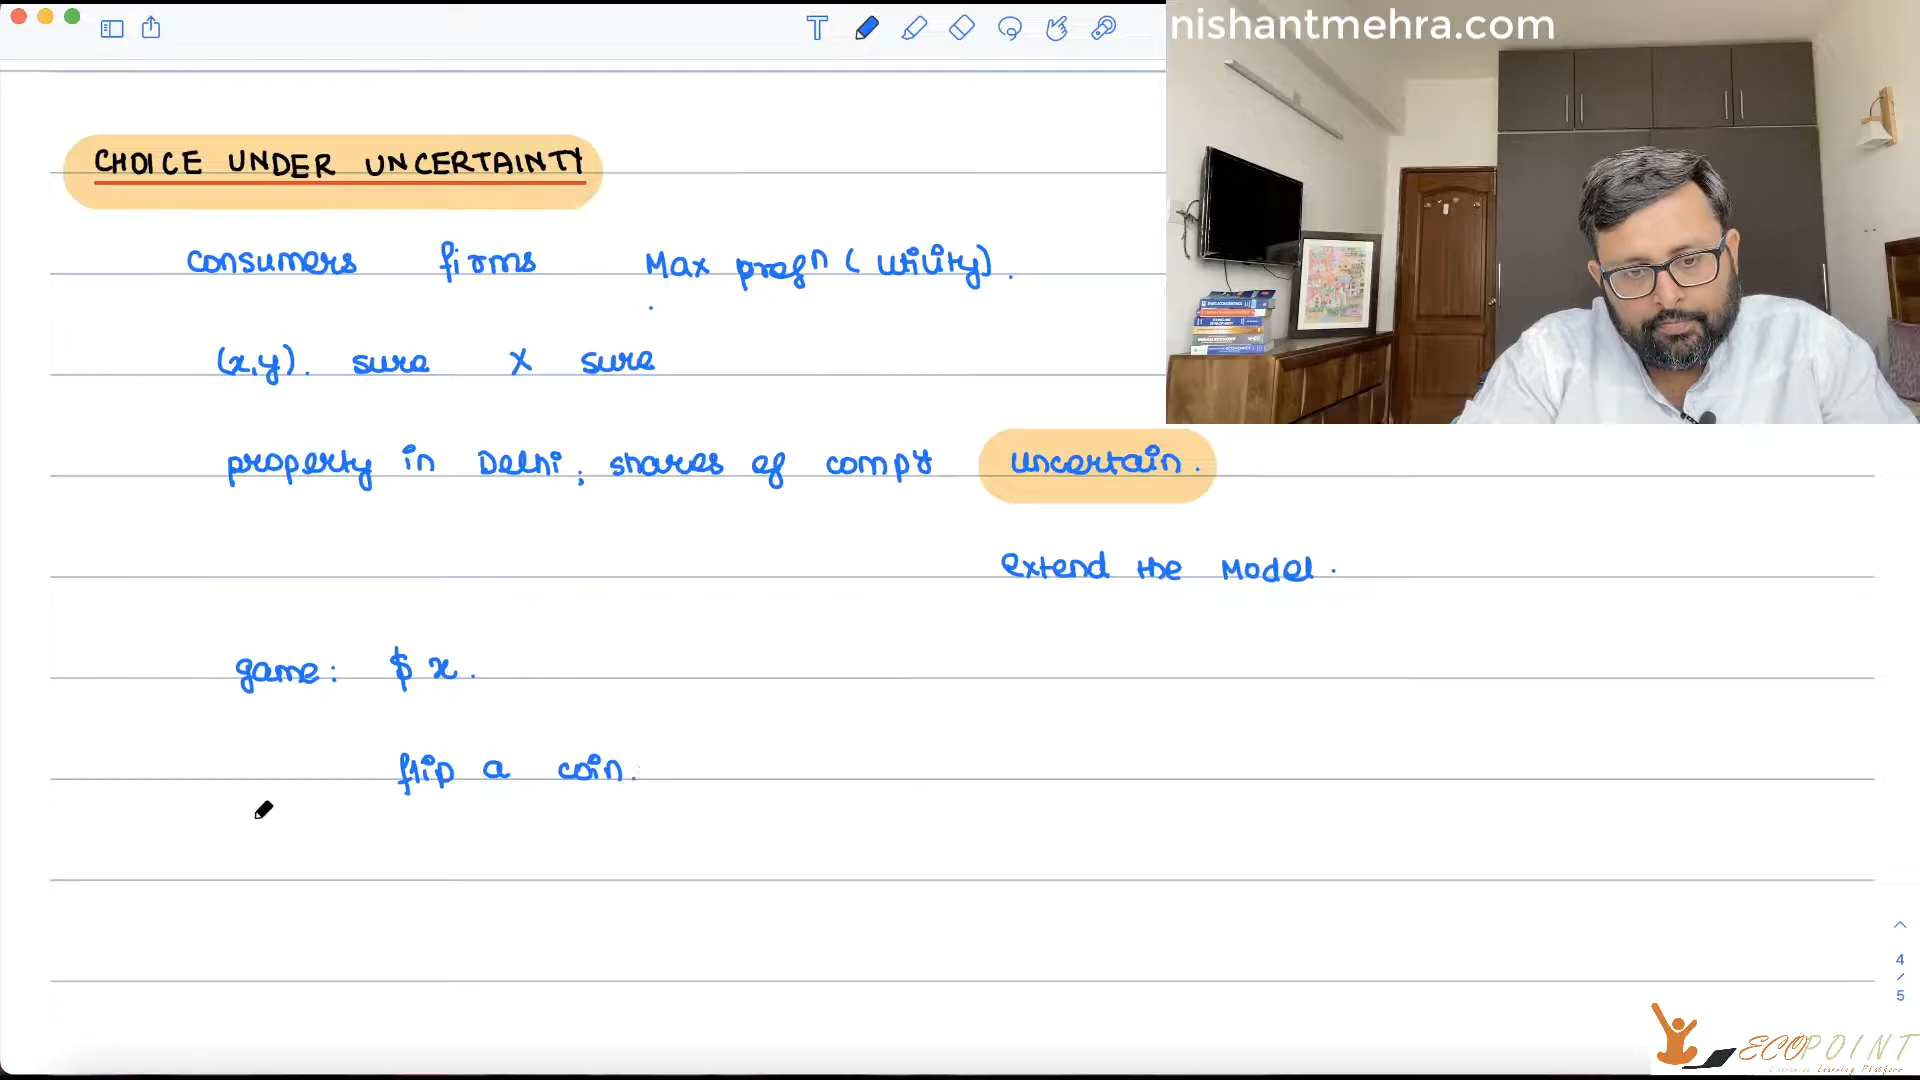 nishantmehra.com
CHOICE UNDER UNCERTAINTY
consumers firms Max prefⁿ (utility).
(x,y). sure X sure
property in Delhi; shares of compy uncertain.
extend the Model.
game: $ x.
flip a coin.
4
/
5
ECOPOINT